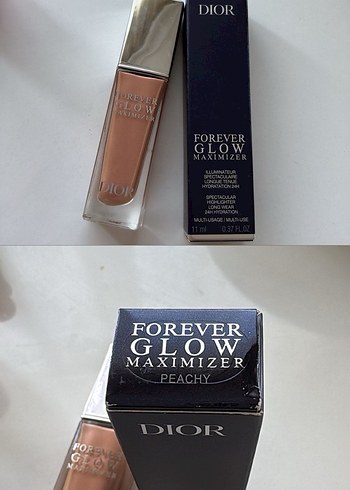 FOREVER
GLOW
MAXIMIZER
DIOR
DIOR
FOREVER
GLOW
MAXIMIZER
ILLUMINATEUR
SPECTACULAIRE
LONGUE TENUE
HYDRATATION 24H
SPECTACULAR
HIGHLIGHTER
LONG WEAR
24H HYDRATION
MULTI-USAGE / MULTI-USE
11 ml 0.37 FL.OZ
FOREVER
GLOW
MAXIMIZER
PEACHY
DIOR
FOREVER
GLOW